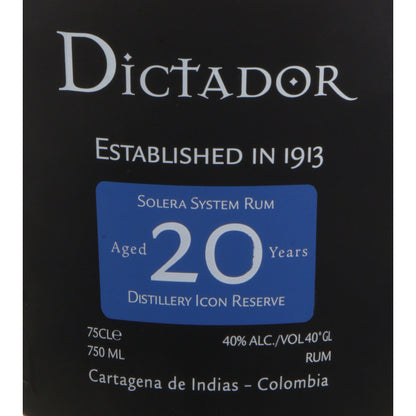 DICTADOR
ESTABLISHED IN 1913
SOLERA SYSTEM RUM
Aged 20 Years
DISTILLERY ICON RESERVE
75CLe 40% ALC./VOL 40°GL
750 ML RUM
Cartagena de Indias – Colombia